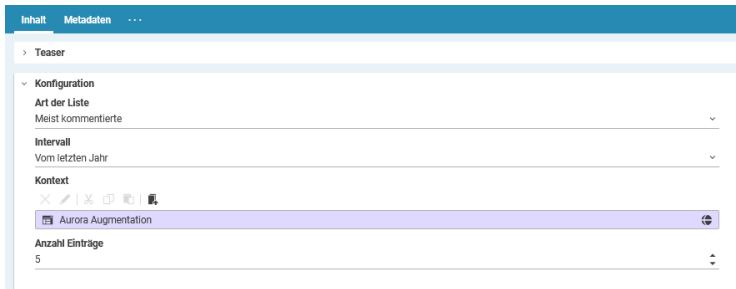 Inhalt Metadaten ···
Teaser
Konfiguration
Art der Liste
Meist kommentierte
Intervall
Vom letzten Jahr
Kontext
Aurora Augmentation
Anzahl Einträge
5